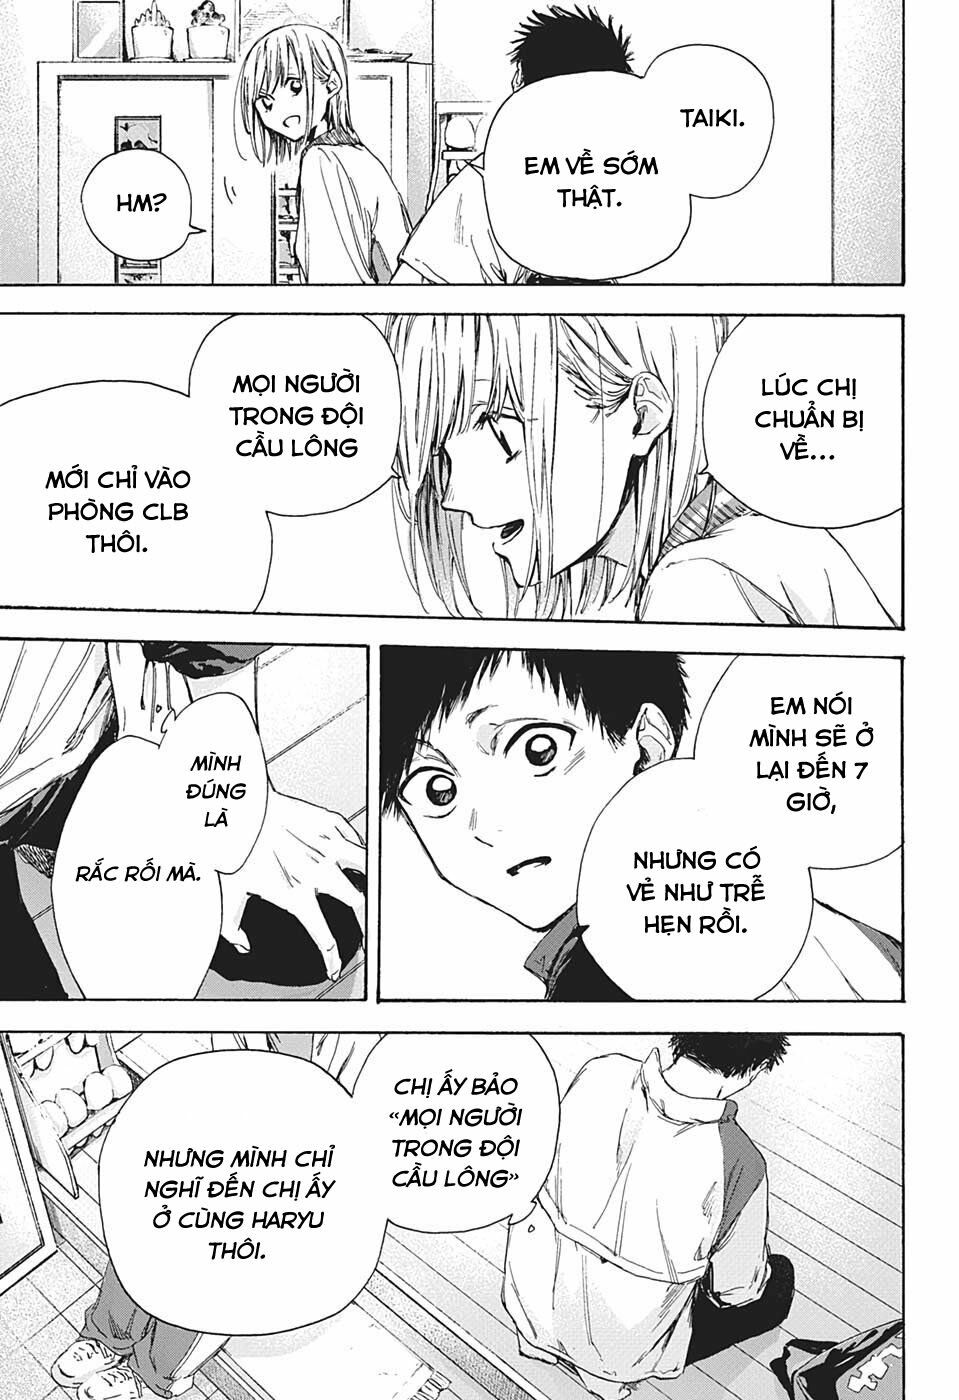 TAIKI.
EM VỀ SỚM
THẬT.
HM?
LÚC CHỊ
CHUẨN BỊ
VỀ...
MỌI NGƯỜI
TRONG ĐỘI
CẦU LÔNG
MỚI CHỈ VÀO
PHÒNG CLB
THÔI.
EM NÓI
MÌNH SẼ Ở
LẠI ĐẾN 7
GIỜ,
NHƯNG CÓ
VẺ NHƯ TRỄ
HẸN RỒI.
MÌNH
ĐÚNG
LÀ
RẮC RỐI MÀ.
CHỊ ẤY BẢO
«MỌI NGƯỜI
TRONG ĐỘI
CẦU LÔNG»
NHƯNG MÌNH CHỈ
NGHĨ ĐẾN CHỊ ẤY
Ở CÙNG HARYU
THÔI.